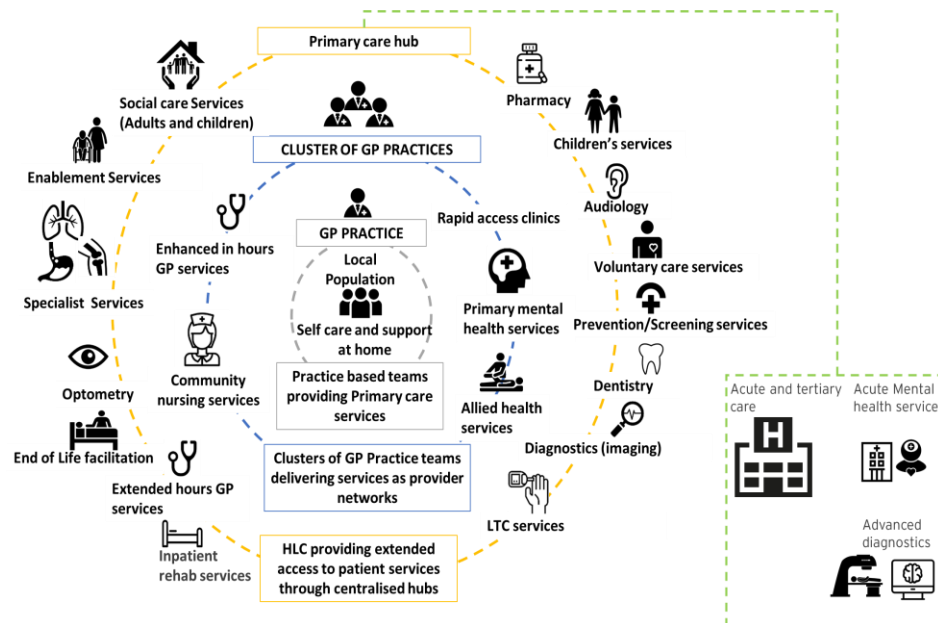 Primary care hub
Social care Services
(Adults and children)
Pharmacy
Children's services
CLUSTER OF GP PRACTICES
Enablement Services
Audiology
Rapid access clinics
GP PRACTICE
Enhanced in hours
GP services
Local
Population
Voluntary care services
Specialist Services
Self care and support
at home
Primary mental
health services
Prevention/Screening services
Optometry
Community
nursing services
Practice based teams
providing Primary care
services
Allied health
services
Dentistry
Acute and tertiary
care
Acute Mental
health service
H
End of Life facilitation
Diagnostics (imaging)
Clusters of GP Practice teams
delivering services as provider
networks
Extended hours GP
services
LTC services
Inpatient
rehab services
HLC providing extended
access to patient services
through centralised hubs
Advanced
diagnostics